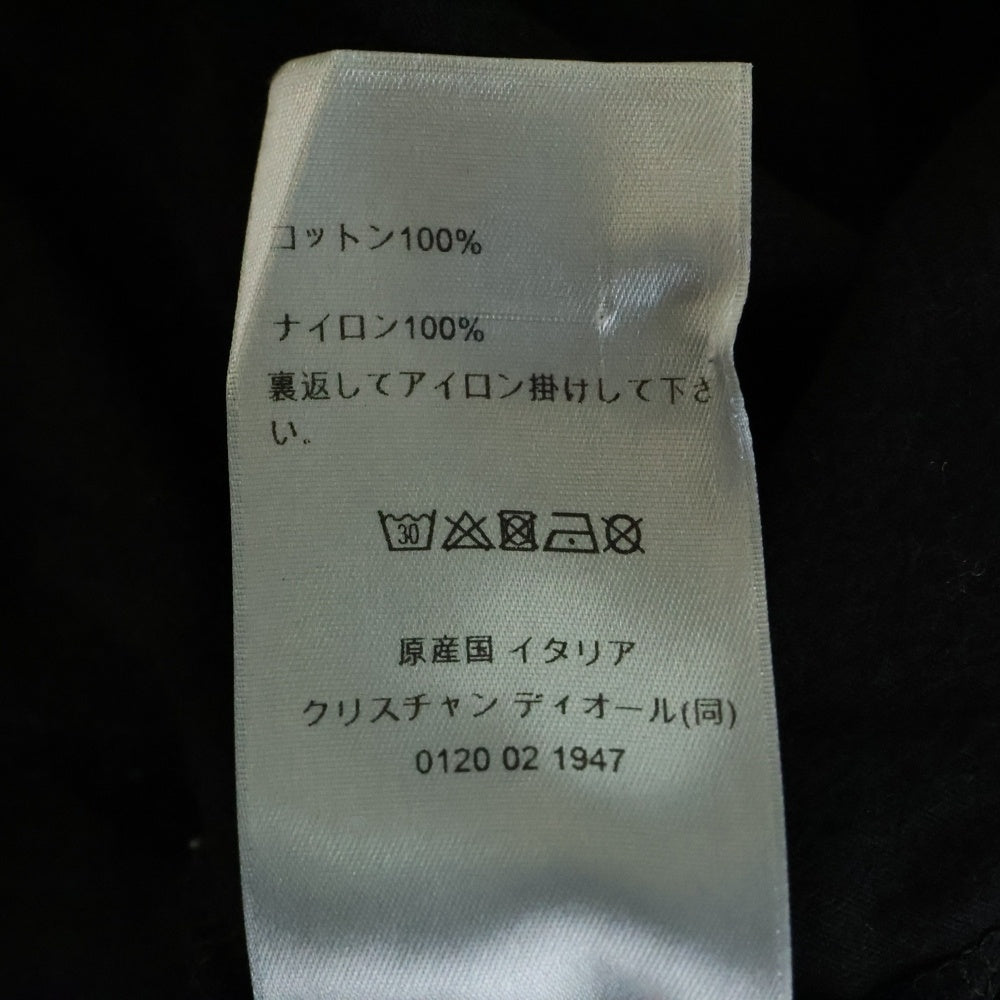 コットン100%
ナイロン100%
裏返してアイロン掛けして下さ
い。
30
原産国 イタリア
クリスチャン ディオール(同)
0120 02 1947